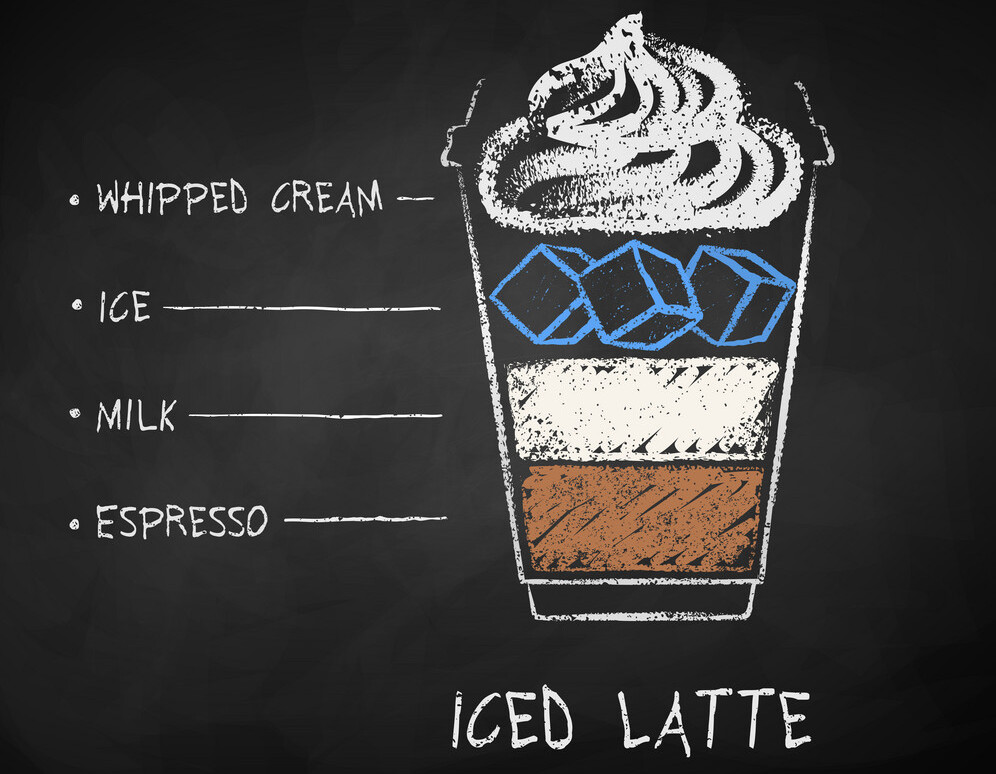 • WHIPPED CREAM
• ICE
• MILK
• ESPRESSO
ICED LATTE